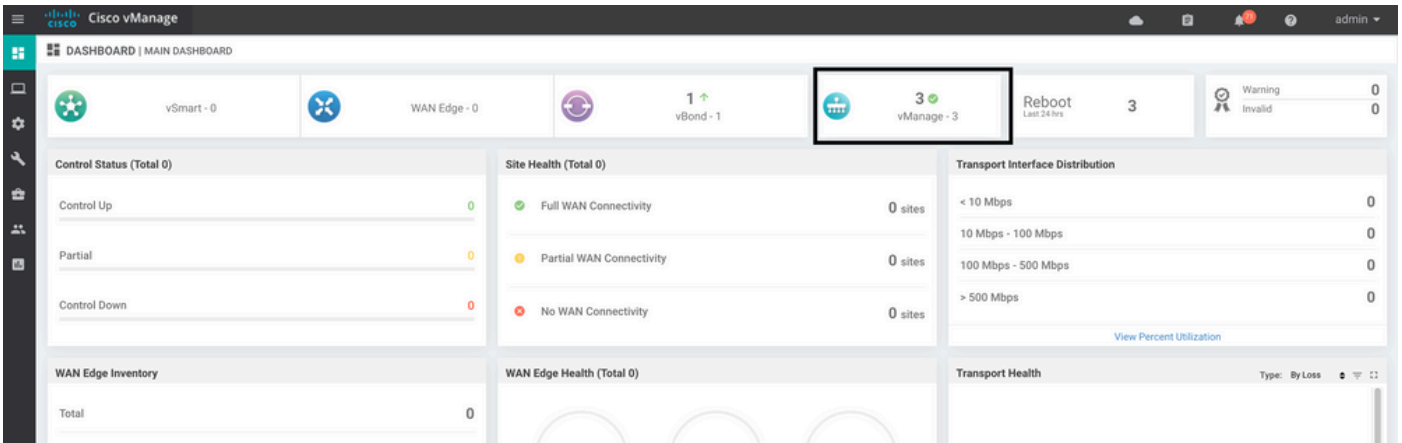 CISCO Cisco vManage
71
admin
DASHBOARD | MAIN DASHBOARD
vSmart - 0
WAN Edge - 0
1
vBond - 1
3
vManage - 3
Reboot
Last 24 hrs
3
Warning 0
Invalid 0
Control Status (Total 0)
Control Up 0
Partial 0
Control Down 0
Site Health (Total 0)
Full WAN Connectivity 0 sites
Partial WAN Connectivity 0 sites
No WAN Connectivity 0 sites
Transport Interface Distribution
< 10 Mbps 0
10 Mbps - 100 Mbps 0
100 Mbps - 500 Mbps 0
> 500 Mbps 0
View Percent Utilization
WAN Edge Inventory
Total 0
WAN Edge Health (Total 0)
Transport Health
Type: By Loss